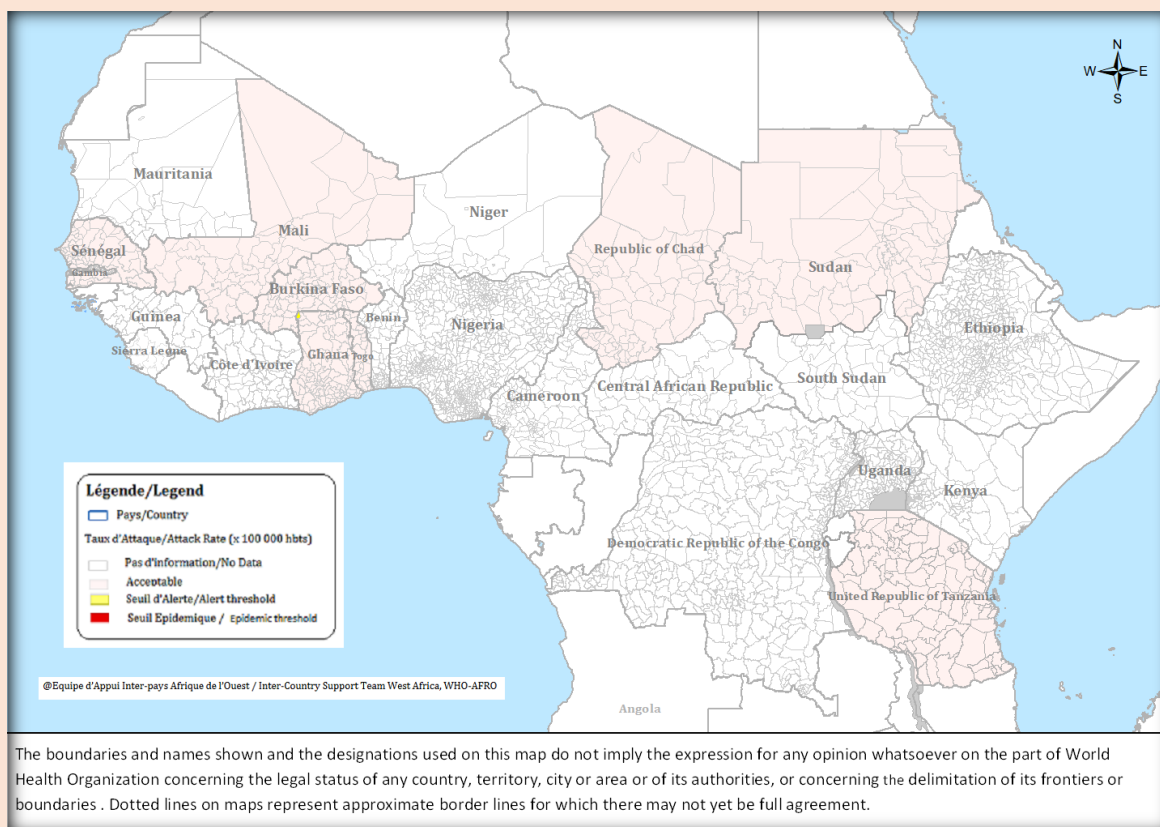 N
W E
S
Mauritania
Niger
Mali
Sénégal
Gambia
Republic of Chad
Sudan
Burkina Faso
Guinea
Benin
Nigeria
Ethiopia
Sierra Leone
Côte d'Ivoire
Ghana
Togo
Cameroon
Central African Republic
South Sudan
Uganda
Kenya
Democratic Republic of the Congo
United Republic of Tanzania
Angola
Légende/Legend
Pays/Country
Taux d'Attaque/Attack Rate (x 100 000 hbts)
Pas d'information/No Data
Acceptable
Seuil d'Alerte/Alert threshold
Seuil Epidemique / Epidemic threshold
@Equipe d'Appui Inter-pays Afrique de l'Ouest / Inter-Country Support Team West Africa, WHO-AFRO
The boundaries and names shown and the designations used on this map do not imply the expression for any opinion whatsoever on the part of World
Health Organization concerning the legal status of any country, territory, city or area or of its authorities, or concerning the delimitation of its frontiers or
boundaries . Dotted lines on maps represent approximate border lines for which there may not yet be full agreement.